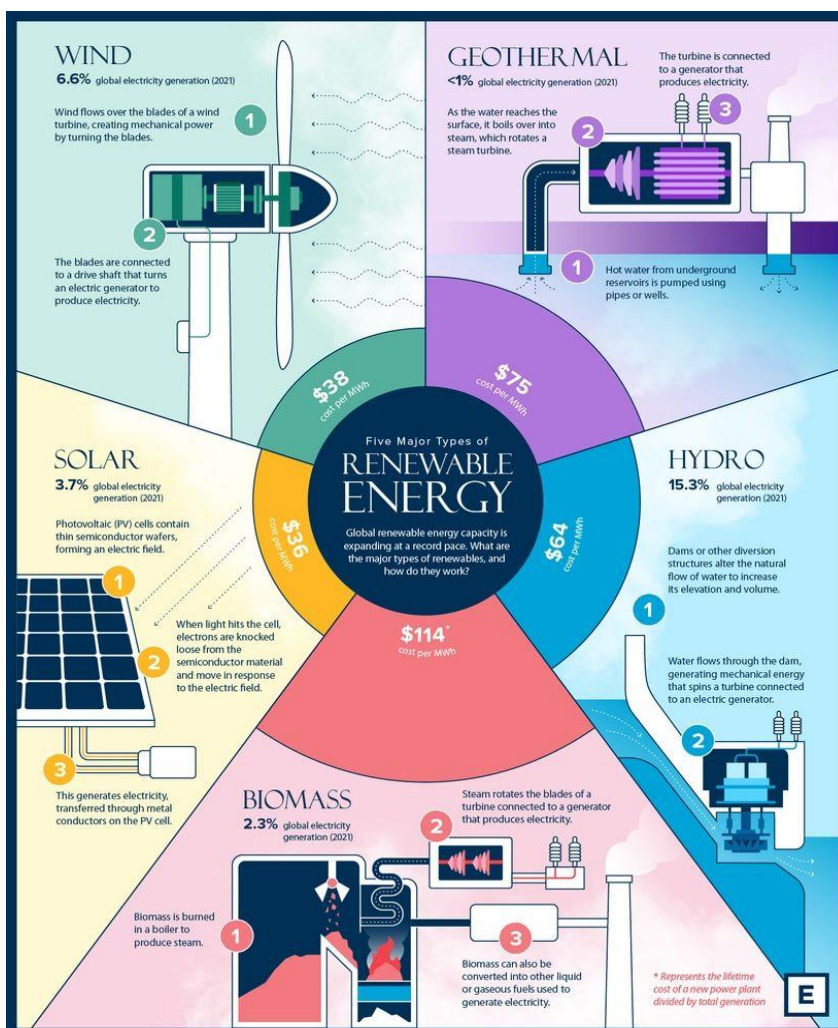 WIND
6.6% global electricity generation (2021)
Wind flows over the blades of a wind
turbine, creating mechanical power
by turning the blades.
1
2
The blades are connected
to a drive shaft that turns
an electric generator to
produce electricity.
$38
cost per MWh
GEOTHERMAL
<1% global electricity generation (2021)
As the water reaches the
surface, it boils over into
steam, which rotates a
steam turbine.
The turbine is connected
to a generator that
produces electricity.
3
2
1
Hot water from underground
reservoirs is pumped using
pipes or wells.
$75
cost per MWh
Five Major Types of
RENEWABLE
ENERGY
Global renewable energy capacity is
expanding at a record pace. What are
the major types of renewables, and
how do they work?
SOLAR
3.7% global electricity
generation (2021)
Photovoltaic (PV) cells contain
thin semiconductor wafers,
forming an electric field.
1
When light hits the cell,
electrons are knocked
loose from the
semiconductor material
and move in response
to the electric field.
2
3
This generates electricity,
transferred through metal
conductors on the PV cell.
$36
cost per MWh
HYDRO
15.3% global electricity
generation (2021)
Dams or other diversion
structures alter the natural
flow of water to increase
its elevation and volume.
1
Water flows through the dam,
generating mechanical energy
that spins a turbine connected
to an electric generator.
2
$64
cost per MWh
$114*
cost per MWh
BIOMASS
2.3% global electricity
generation (2021)
Steam rotates the blades of a
turbine connected to a generator
that produces electricity.
2
Biomass is burned
in a boiler to
produce steam.
1
3
Biomass can also be
converted into other liquid
or gaseous fuels used to
generate electricity.
* Represents the lifetime
cost of a new power plant
divided by total generation
E